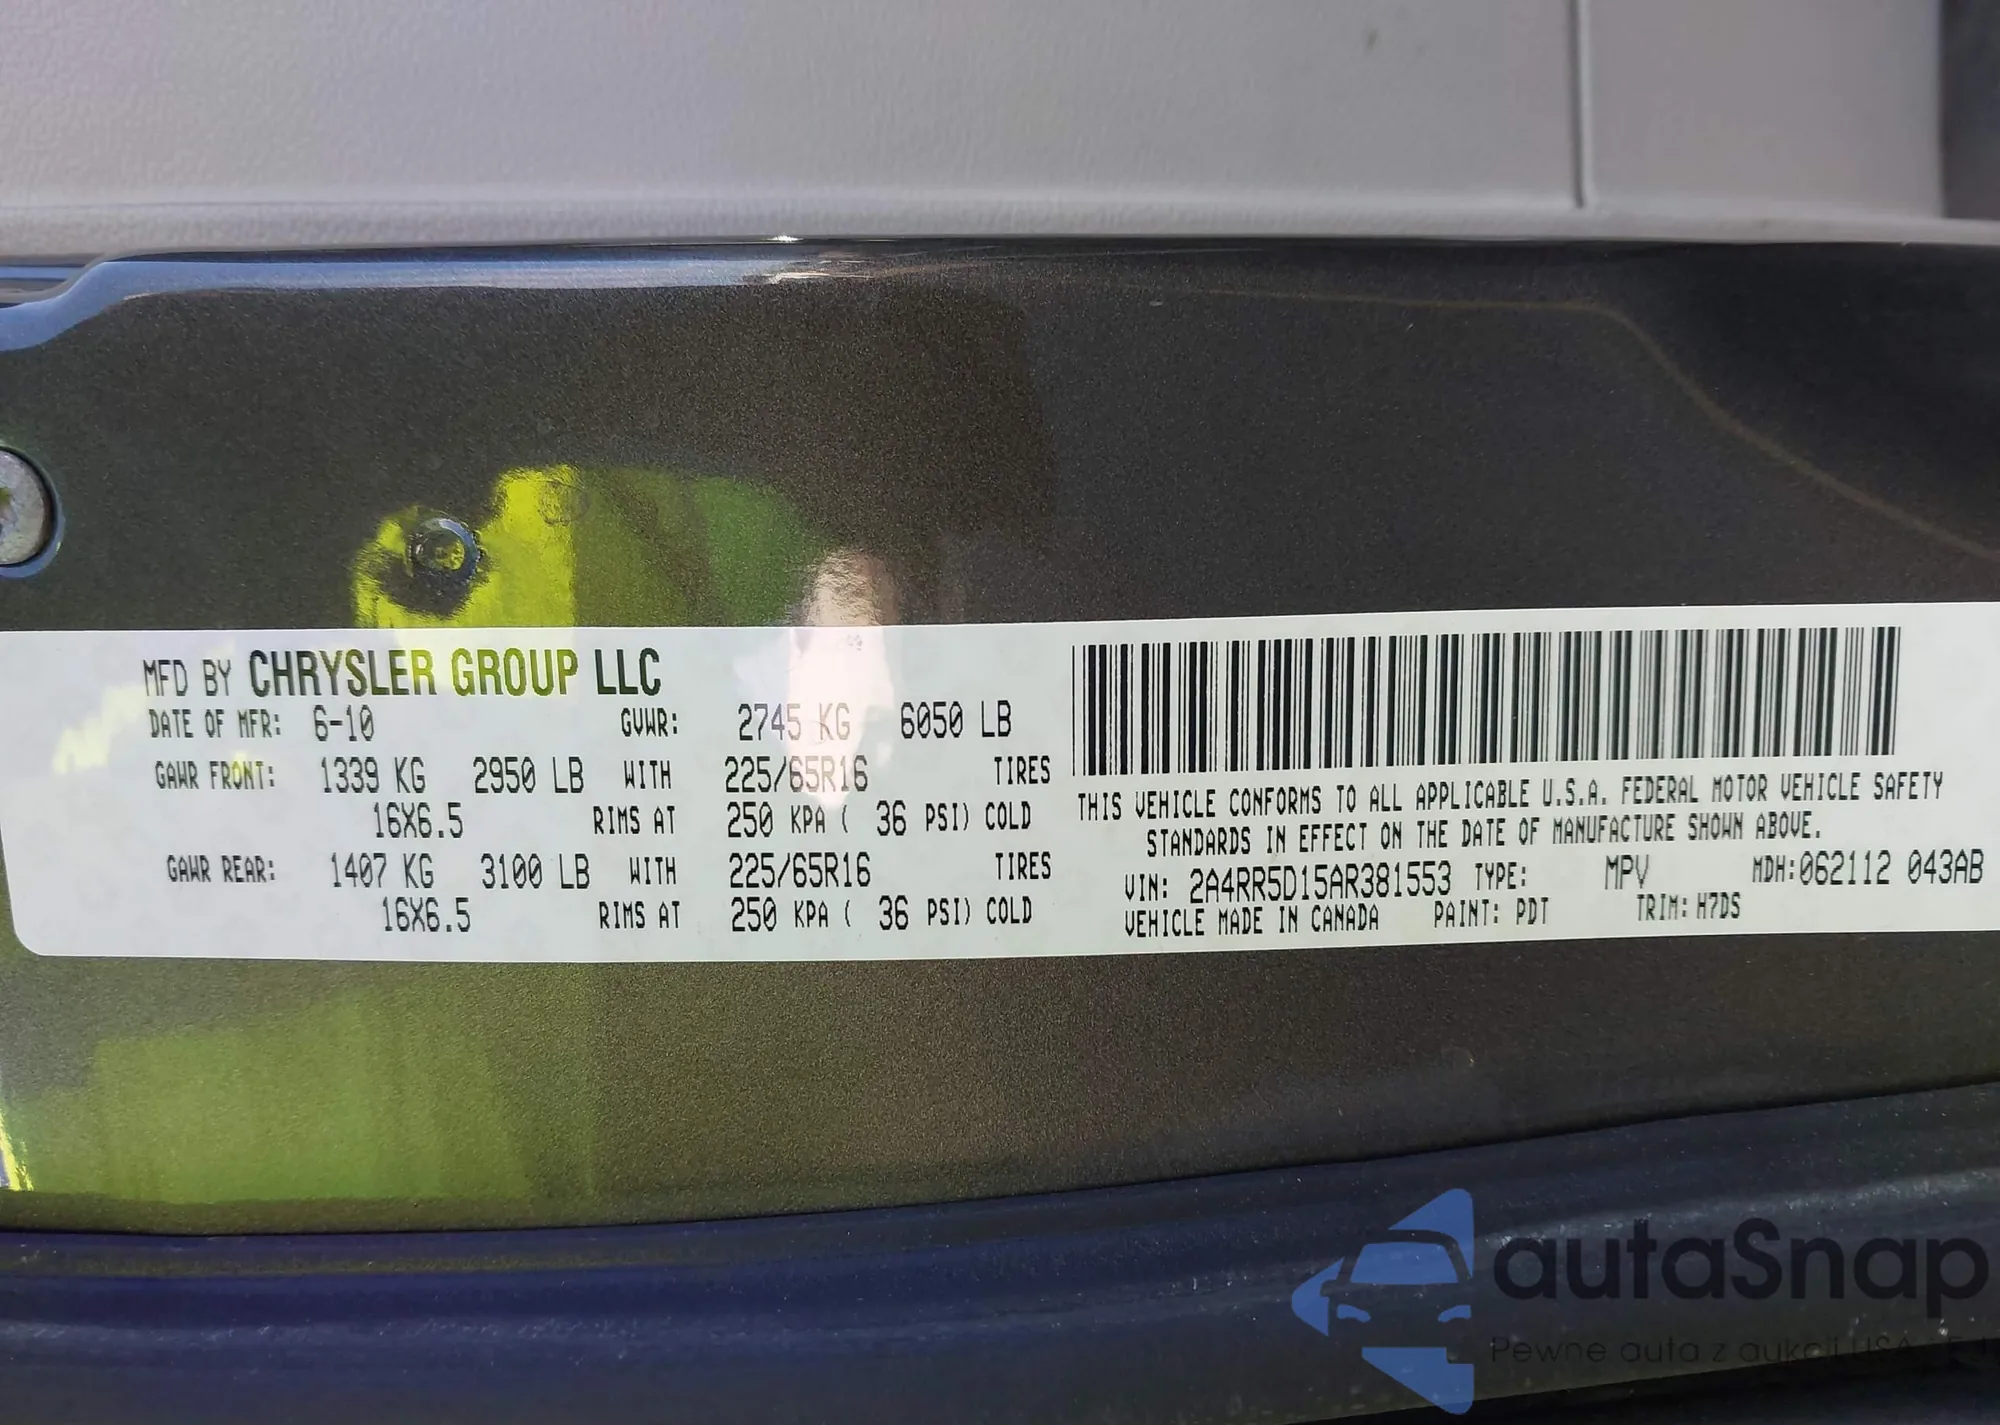 MFD BY CHRYSLER GROUP LLC
DATE OF MFR: 6-10 GVWR: 2745 KG 6050 LB
GAWR FRONT: 1339 KG 2950 LB WITH 225/65R16 TIRES
16X6.5 RIMS AT 250 KPA ( 36 PSI) COLD
GAWR REAR: 1407 KG 3100 LB WITH 225/65R16 TIRES
16X6.5 RIMS AT 250 KPA ( 36 PSI) COLD
THIS VEHICLE CONFORMS TO ALL APPLICABLE U.S.A. FEDERAL MOTOR VEHICLE SAFETY
STANDARDS IN EFFECT ON THE DATE OF MANUFACTURE SHOWN ABOVE.
VIN: 2A4RR5D15AR381553 TYPE: MPV MDH:062112 043AB
VEHICLE MADE IN CANADA PAINT: PDT TRIM: H7DS
autaSnap
Pewne auta z aukcji USA